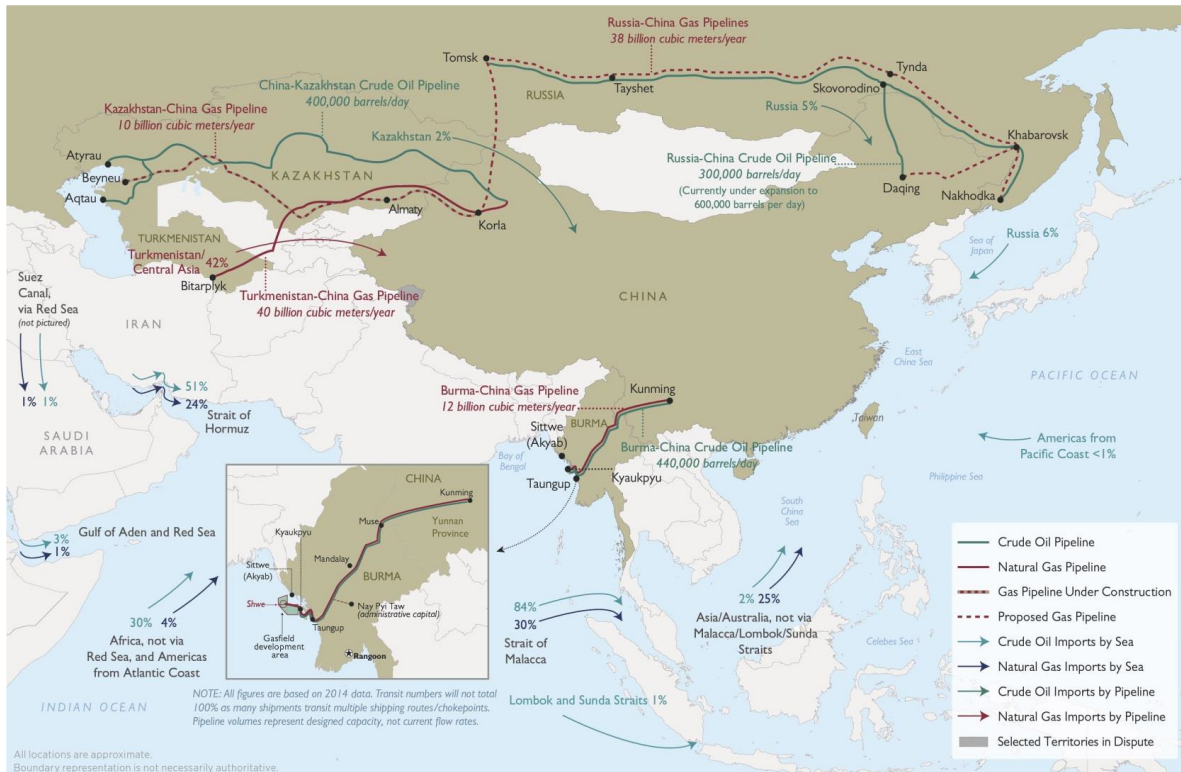 Russia-China Gas Pipelines
38 billion cubic meters/year
Tomsk
Tynda
Tayshet
Skovorodino
RUSSIA
China-Kazakhstan Crude Oil Pipeline
400,000 barrels/day
Kazakhstan-China Gas Pipeline
10 billion cubic meters/year
Russia 5%
Kazakhstan 2%
Khabarovsk
Atyrau
Beyneu
Aqtau
KAZAKHSTAN
Russia-China Crude Oil Pipeline
300,000 barrels/day
(Currently under expansion to
600,000 barrels per day)
Daqing
Nakhodka
Almaty
Korla
TURKMENISTAN
Turkmenistan/
Central Asia
42%
Bitarplyk
Sea of
Japan
Russia 6%
Turkmenistan-China Gas Pipeline
40 billion cubic meters/year
CHINA
Suez
Canal,
via Red Sea
(not pictured)
1%
1%
IRAN
51%
24%
Strait of
Hormuz
SAUDI
ARABIA
East
China Sea
PACIFIC OCEAN
Burma-China Gas Pipeline
12 billion cubic meters/year
Kunming
BURMA
Sittwe
(Akyab)
Taiwan
Burma-China Crude Oil Pipeline
440,000 barrels/day
Bay of
Bengal
Taungup
Kyaukpyu
Americas from
Pacific Coast <1%
Philippine Sea
South
China
Sea
3%
1%
Gulf of Aden and Red Sea
30%
4%
Africa, not via
Red Sea, and Americas
from Atlantic Coast
INDIAN OCEAN
CHINA
Kunming
Kyaukpyu
Muse
Yunnan
Province
Sittwe
(Akyab)
Mandalay
BURMA
Shwe
Nay Pyi Taw
(administrative capital)
Taungup
Gasfield
development
area
Rangoon
84%
30%
Strait of
Malacca
2%
25%
Asia/Australia, not via
Malacca/Lombok/Sunda
Straits
Celebes Sea
Lombok and Sunda Straits 1%
NOTE: All figures are based on 2014 data. Transit numbers will not total
100% as many shipments transit multiple shipping routes/chokepoints.
Pipeline volumes represent designed capacity, not current flow rates.
Crude Oil Pipeline
Natural Gas Pipeline
Gas Pipeline Under Construction
Proposed Gas Pipeline
Crude Oil Imports by Sea
Natural Gas Imports by Sea
Crude Oil Imports by Pipeline
Natural Gas Imports by Pipeline
Selected Territories in Dispute
All locations are approximate.
Boundary representation is not necessarily authoritative.